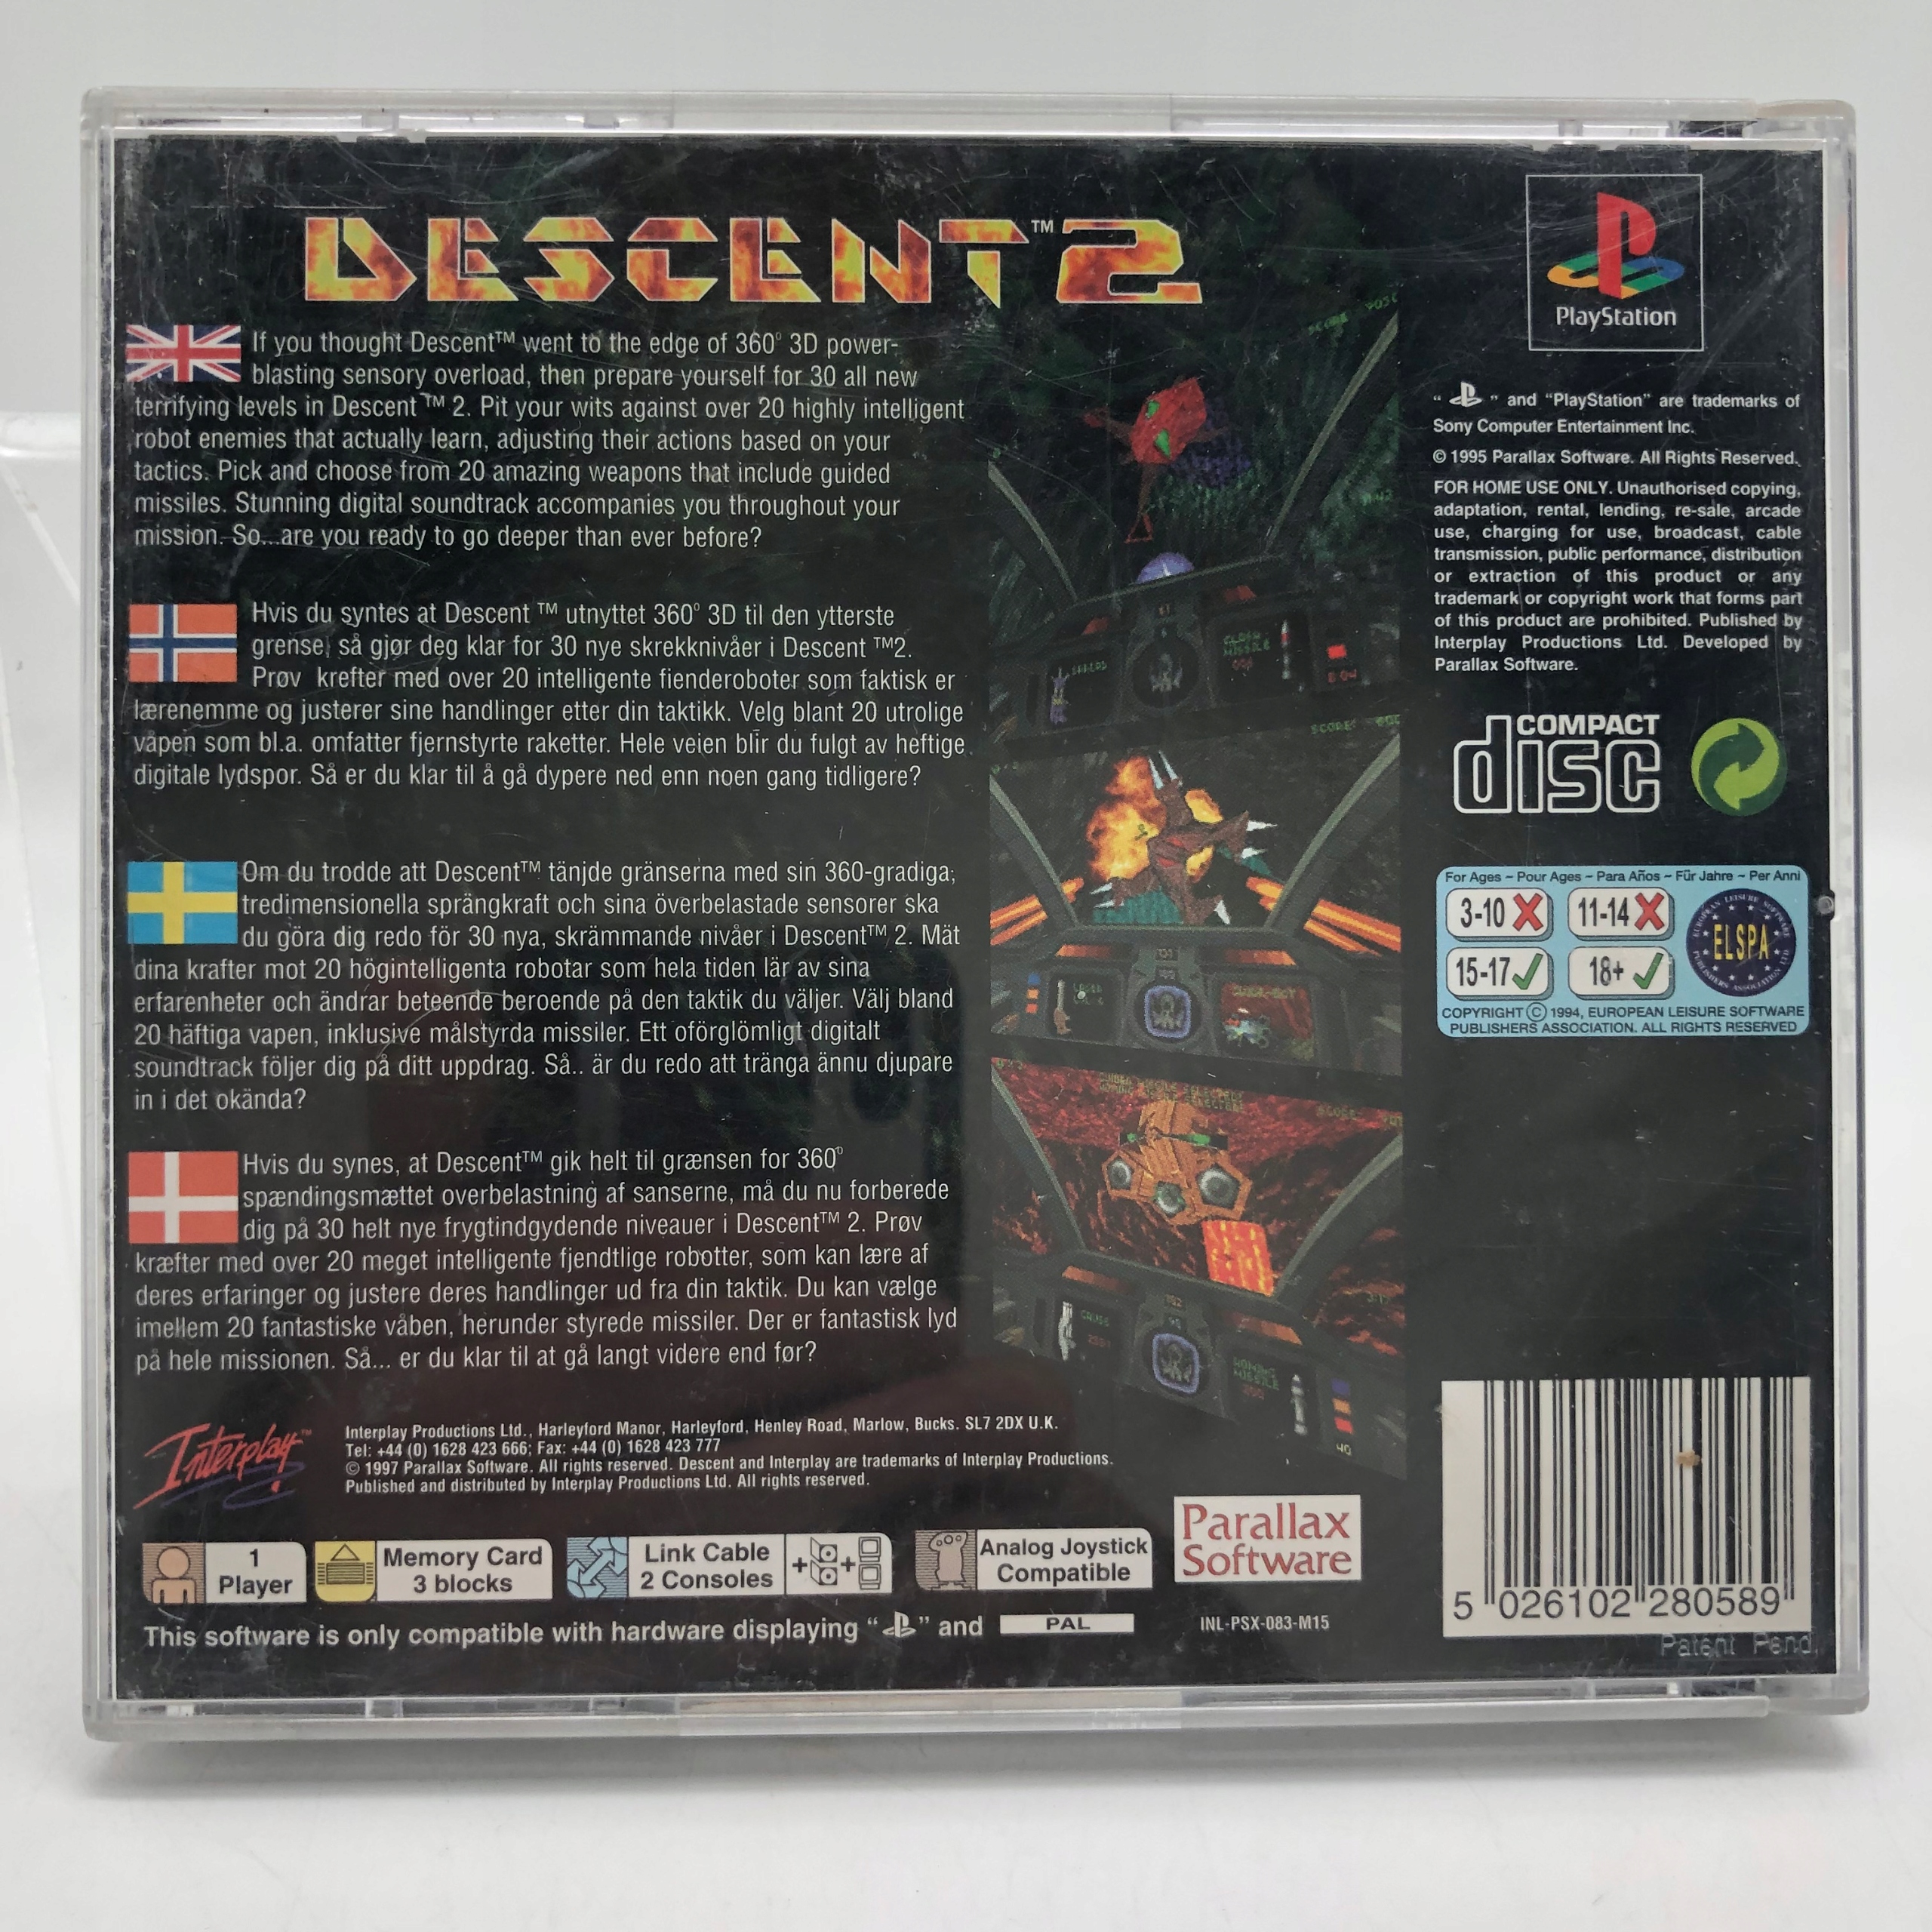 DESCENT™ 2
If you thought Descent™ went to the edge of 360° 3D power-
blasting sensory overload, then prepare yourself for 30 all new
terrifying levels in Descent ™ 2. Pit your wits against over 20 highly intelligent
robot enemies that actually learn, adjusting their actions based on your
tactics. Pick and choose from 20 amazing weapons that include guided
missiles. Stunning digital soundtrack accompanies you throughout your
mission. So...are you ready to go deeper than ever before?
Hvis du syntes at Descent ™ utnyttet 360° 3D til den ytterste
grense, så gjør deg klar for 30 nye skrekknivåer i Descent ™2.
Prøv krefter med over 20 intelligente fienderoboter som faktisk er
lærenemme og justerer sine handlinger etter din taktikk. Velg blant 20 utrolige
våpen som bl.a. omfatter fjernstyrte raketter. Hele veien blir du fulgt av heftige
digitale lydspor. Så er du klar til å gå dypere ned enn noen gang tidligere?
Om du trodde att Descent™ tänjde gränserna med sin 360-gradiga,
tredimensionella sprängkraft och sina överbelastade sensorer ska
du göra dig redo för 30 nya, skrämmande nivåer i Descent™ 2. Mät
dina krafter mot 20 högintelligenta robotar som hela tiden lär av sina
erfarenheter och ändrar beteende beroende på den taktik du väljer. Välj bland
20 häftiga vapen, inklusive målstyrda missiler. Ett oförglömligt digitalt
soundtrack följer dig på ditt uppdrag. Så.. är du redo att tränga ännu djupare
in i det okända?
Hvis du synes, at Descent™ gik helt til grænsen for 360°
spændingsmættet overbelastning af sanserne, må du nu forberede
dig på 30 helt nye frygtindgydende niveauer i Descent™ 2. Prøv
kræfter med over 20 meget intelligente fjendtlige robotter, som kan lære af
deres erfaringer og justere deres handlinger ud fra din taktik. Du kan vælge
imellem 20 fantastiske våben, herunder styrede missiler. Der er fantastisk lyd
på hele missionen. Så... er du klar til at gå langt videre end før?
Interplay™
Interplay Productions Ltd., Harleyford Manor, Harleyford, Henley Road, Marlow, Bucks. SL7 2DX U.K.
Tel: +44 (0) 1628 423 666; Fax: +44 (0) 1628 423 777
© 1997 Parallax Software. All rights reserved. Descent and Interplay are trademarks of Interplay Productions.
Published and distributed by Interplay Productions Ltd. All rights reserved.
1
Player
Memory Card
3 blocks
Link Cable
2 Consoles
Analog Joystick
Compatible
Parallax
Software
This software is only compatible with hardware displaying " " and PAL
INL-PSX-083-M15
PlayStation
" " and "PlayStation" are trademarks of
Sony Computer Entertainment Inc.
© 1995 Parallax Software. All Rights Reserved.
FOR HOME USE ONLY. Unauthorised copying,
adaptation, rental, lending, re-sale, arcade
use, charging for use, broadcast, cable
transmission, public performance, distribution
or extraction of this product or any
trademark or copyright work that forms part
of this product are prohibited. Published by
Interplay Productions Ltd. Developed by
Parallax Software.
COMPACT
disc
For Ages ~ Pour Ages ~ Para Años ~ Für Jahre ~ Per Anni
3-10 11-14
15-17 18+
EUROPEAN LEISURE SOFTWARE PUBLISHERS ASSOCIATION LTD
ELSPA
COPYRIGHT © 1994, EUROPEAN LEISURE SOFTWARE
PUBLISHERS ASSOCIATION. ALL RIGHTS RESERVED
5 026102 280589
Patent Pend.